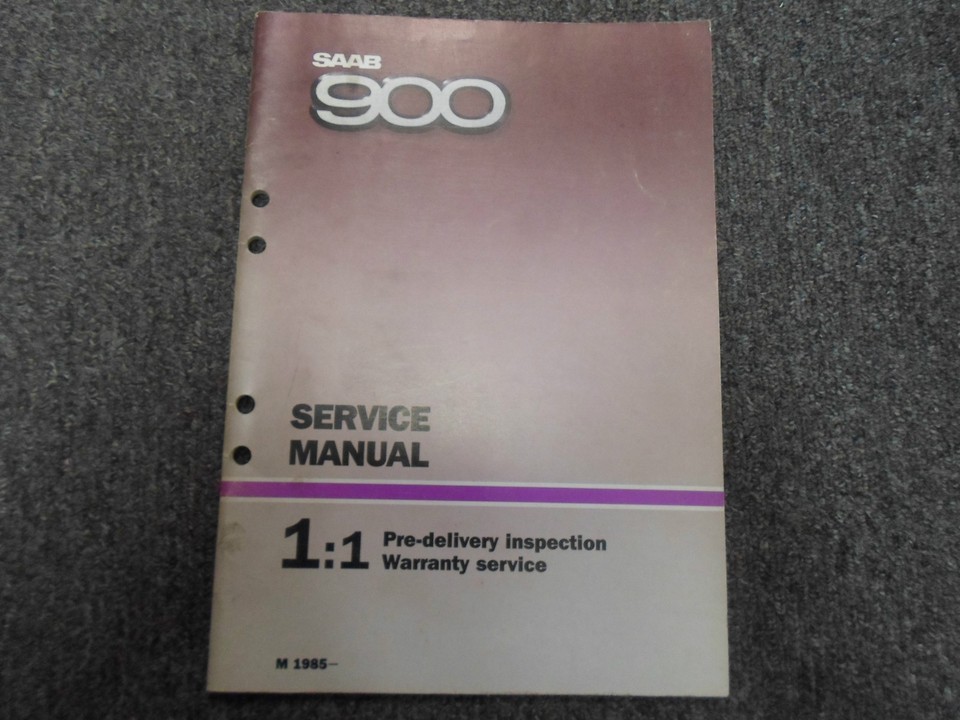 SAAB
900
SERVICE
MANUAL
1:1 Pre-delivery inspection
Warranty service
M 1985–